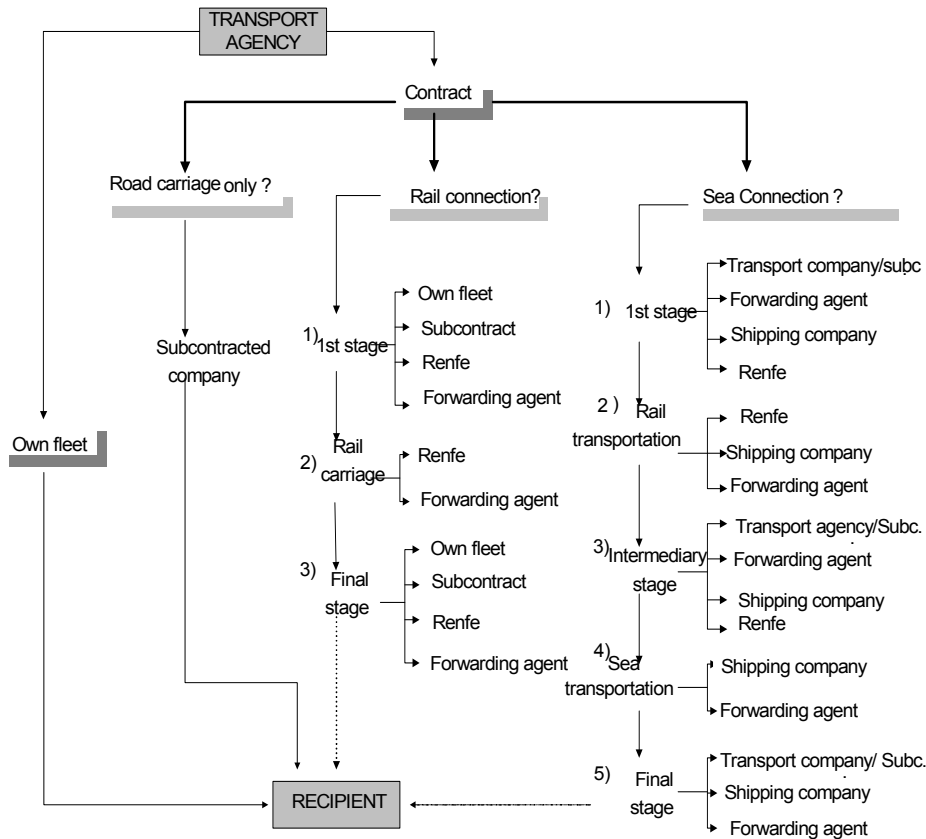 TRANSPORT
AGENCY
Contract
Road carriage only ?
Rail connection?
Sea Connection ?
Own fleet
Subcontracted
company
1) 1st stage
Own fleet
Subcontract
Renfe
Forwarding agent
2) Rail
carriage
Renfe
Forwarding agent
3) Final
stage
Own fleet
Subcontract
Renfe
Forwarding agent
1) 1st stage
Transport company/subc
Forwarding agent
Shipping company
Renfe
2 ) Rail
transportation
Renfe
Shipping company
Forwarding agent
3) Intermediary
stage
Transport agency/Subc.
Forwarding agent
Shipping company
Renfe
4) Sea
transportation
Shipping company
Forwarding agent
5) Final
stage
Transport company/ Subc.
Shipping company
Forwarding agent
RECIPIENT